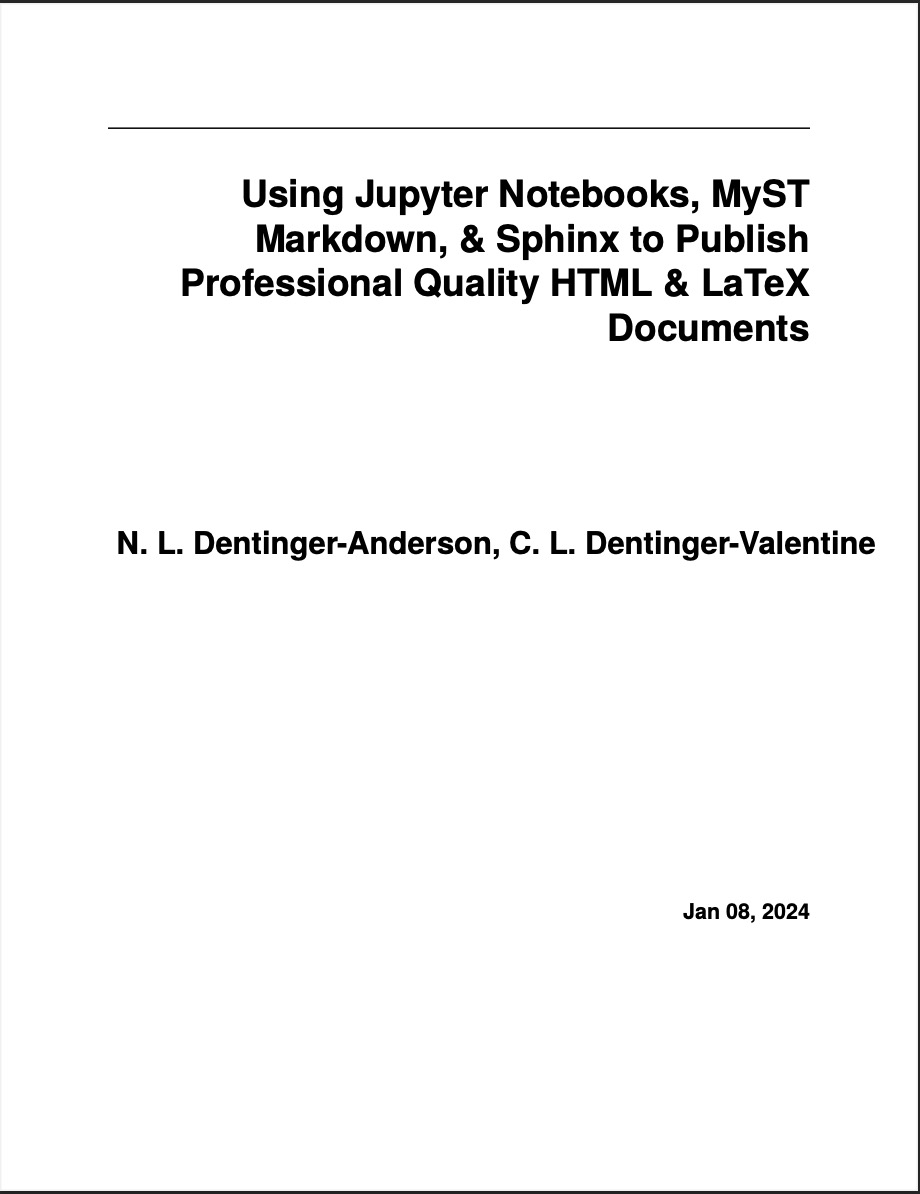 Using Jupyter Notebooks, MyST
Markdown, & Sphinx to Publish
Professional Quality HTML & LaTeX
Documents
N. L. Dentinger-Anderson, C. L. Dentinger-Valentine
Jan 08, 2024